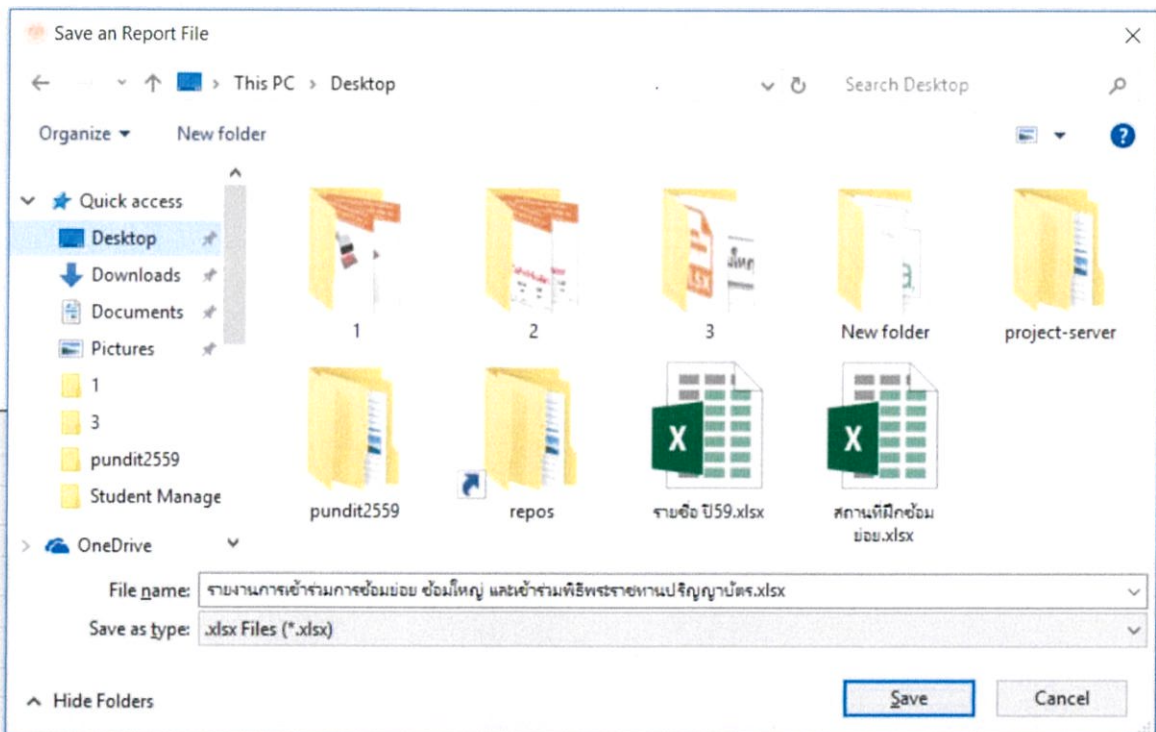 Save an Report File
This PC › Desktop
Search Desktop
Organize
New folder
Quick access
Desktop
Downloads
Documents
Pictures
1
3
pundit2559
Student Manage
OneDrive
1
2
3
New folder
project-server
pundit2559
repos
รายชื่อ ปี59.xlsx
สถานที่ฝึกซ้อม
ย่อย.xlsx
File name: รายงานการเข้าร่วมการซ้อมย่อย ซ้อมใหญ่ และเข้าร่วมพิธีพระราชทานปริญญาบัตร.xlsx
Save as type: .xlsx Files (*.xlsx)
Hide Folders
Save
Cancel